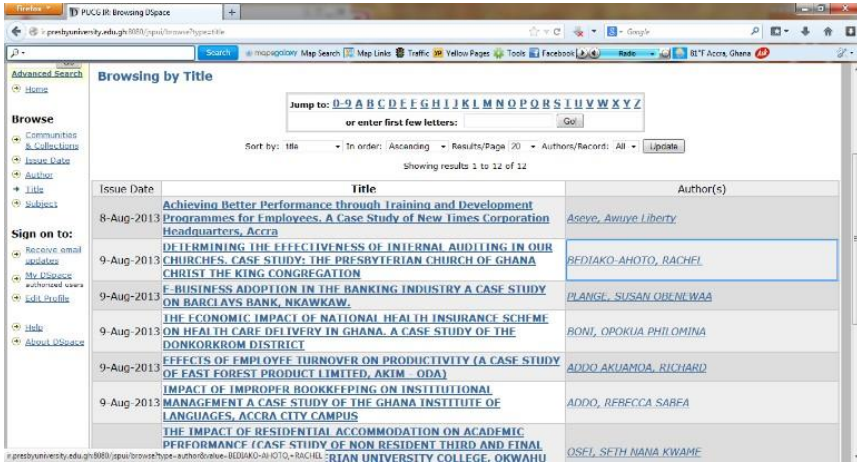 Firefox
PUCG IR: Browsing DSpace
ir.presbyuniversity.edu.gh:8080/jspui/browse?type=title
Google
Search
mapsgalaxy Map Search Map Links Traffic Yellow Pages Tools Facebook Radio 81°F Accra, Ghana
Advanced Search
Home
Browse
Communities
& Collections
Issue Date
Author
Title
Subject
Sign on to:
Receive email
updates
My DSpace
authorized users
Edit Profile
Help
About DSpace
Browsing by Title
Jump to: 0-9 A B C D E F G H I J K L M N O P Q R S T U V W X Y Z
or enter first few letters: Go!
Sort by: title In order: Ascending Results/Page 20 Authors/Record: All Update
Showing results 1 to 12 of 12
Issue Date Title Author(s)
Achieving Better Performance through Training and Development
8-Aug-2013 Programmes for Employees. A Case Study of New Times Corporation Aseye, Awuye Liberty
Headquarters, Accra
DETERMINING THE EFFECTIVENESS OF INTERNAL AUDITING IN OUR
9-Aug-2013 CHURCHES. CASE STUDY: THE PRESBYTERIAN CHURCH OF GHANA BEDIAKO-AHOTO, RACHEL
CHRIST THE KING CONGREGATION
9-Aug-2013 E-BUSINESS ADOPTION IN THE BANKING INDUSTRY A CASE STUDY PLANGE, SUSAN OBENEWAA
ON BARCLAYS BANK, NKAWKAW.
THE ECONOMIC IMPACT OF NATIONAL HEALTH INSURANCE SCHEME
9-Aug-2013 ON HEALTH CARE DELIVERY IN GHANA. A CASE STUDY OF THE BONI, OPOKUA PHILOMINA
DONKORKROM DISTRICT
9-Aug-2013 EFFECTS OF EMPLOYEE TURNOVER ON PRODUCTIVITY (A CASE STUDY ADDO AKUAMOA, RICHARD
OF EAST FOREST PRODUCT LIMITED, AKIM - ODA)
IMPACT OF IMPROPER BOOKKEEPING ON INSTITUTIONAL
9-Aug-2013 MANAGEMENT A CASE STUDY OF THE GHANA INSTITUTE OF ADDO, REBECCA SABEA
LANGUAGES, ACCRA CITY CAMPUS
THE IMPACT OF RESIDENTIAL ACCOMMODATION ON ACADEMIC
PERFORMANCE (CASE STUDY OF NON RESIDENT THIRD AND FINAL OSEI, SETH NANA KWAME
ERIAN UNIVERSITY COLLEGE, OKWAHU
ir.presbyuniversity.edu.gh:8080/jspui/browse?type=author&value=BEDIAKO-AHOTO,+RACHEL